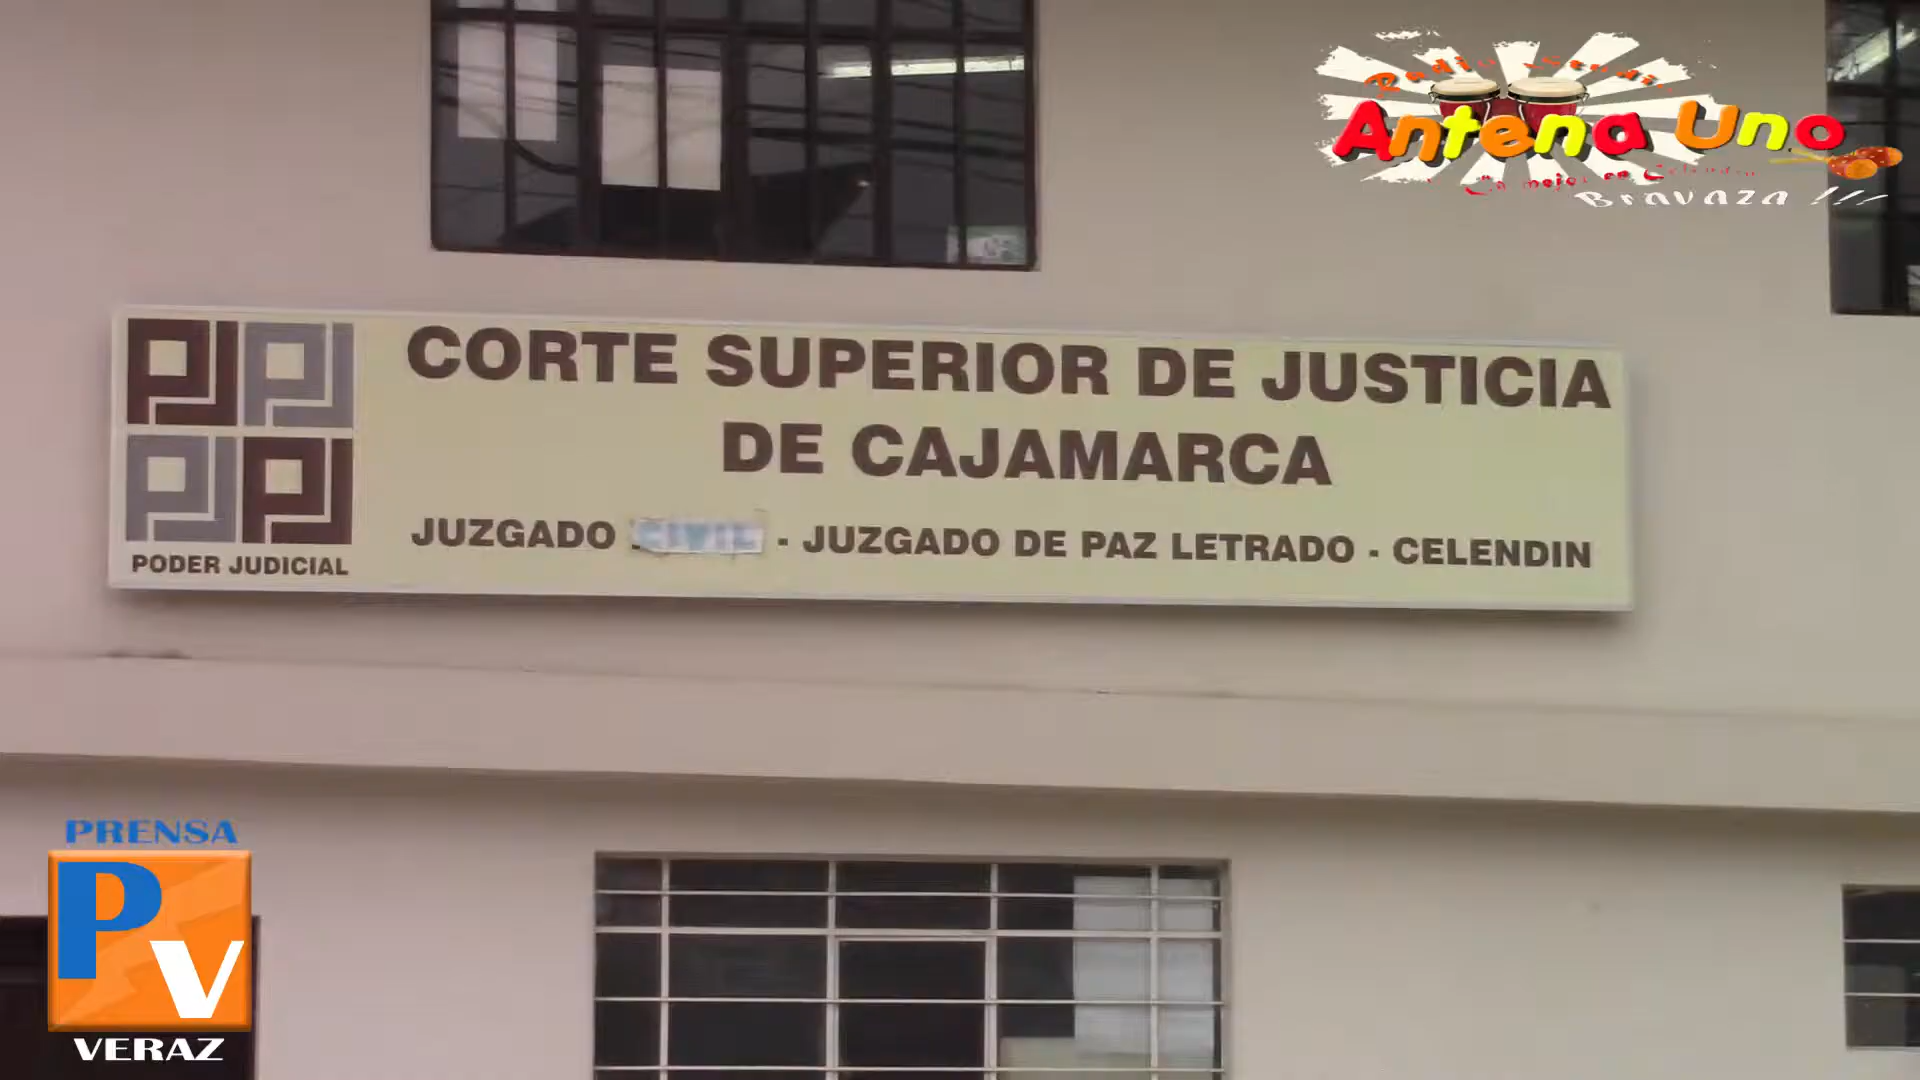 Antena Uno
Bravaza !!!
CORTE SUPERIOR DE JUSTICIA
DE CAJAMARCA
JUZGADO CIVIL - JUZGADO DE PAZ LETRADO - CELENDIN
PODER JUDICIAL
PRENSA
PV
VERAZ